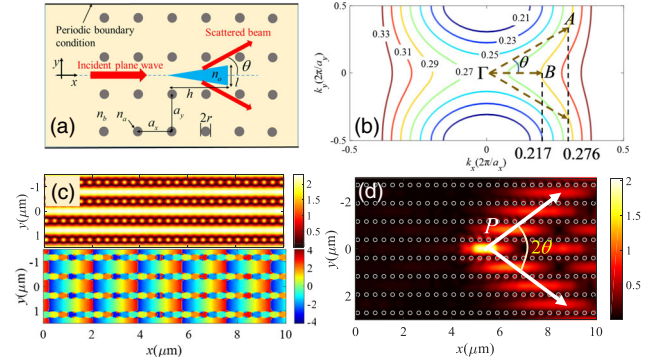 Periodic boundary
condition
Scattered beam
Incident plane wave
y
x
θ
n_o
h
(a)
n_b
n_a
a_x
a_y
2r
(b)
k_y(2π/a_y)
0.5
0
-0.5
0.33
0.31
0.29
0.27
0.25
0.23
0.21
Γ
θ
A
B
0.217
0.276
-0.5
0
0.5
k_x(2π/a_x)
(c)
y(μm)
-1
0
1
2
1
0
y(μm)
-1
0
1
4
2
0
-2
-4
0
2
4
6
8
10
x(μm)
(d)
y(μm)
-2
0
2
P
2θ
2
1.5
1
0.5
0
2
4
6
8
10
x(μm)